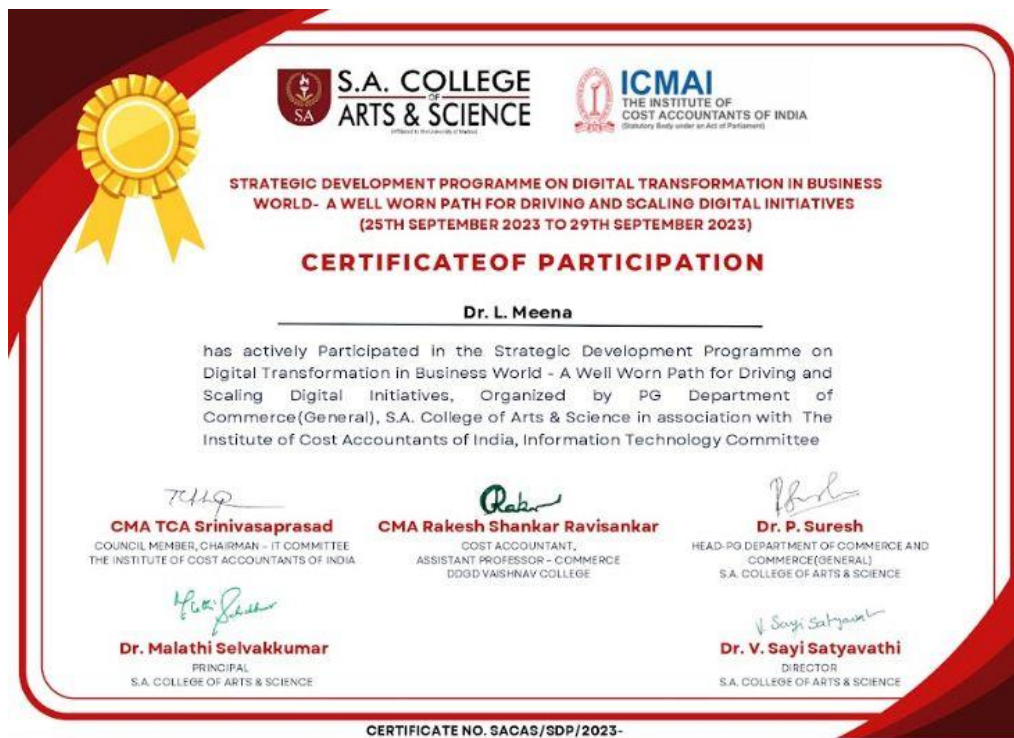 S.A. COLLEGE
OF
ARTS & SCIENCE
(Affiliated to the University of Madras)
SA
ICMAI
THE INSTITUTE OF
COST ACCOUNTANTS OF INDIA
(Statutory Body under an Act of Parliament)
STRATEGIC DEVELOPMENT PROGRAMME ON DIGITAL TRANSFORMATION IN BUSINESS
WORLD- A WELL WORN PATH FOR DRIVING AND SCALING DIGITAL INITIATIVES
(25TH SEPTEMBER 2023 TO 29TH SEPTEMBER 2023)
CERTIFICATEOF PARTICIPATION
Dr. L. Meena
has actively Participated in the Strategic Development Programme on
Digital Transformation in Business World - A Well Worn Path for Driving and
Scaling Digital Initiatives, Organized by PG Department of
Commerce(General), S.A. College of Arts & Science in association with The
Institute of Cost Accountants of India, Information Technology Committee
CMA TCA Srinivasaprasad
COUNCIL MEMBER, CHAIRMAN – IT COMMITTEE
THE INSTITUTE OF COST ACCOUNTANTS OF INDIA
CMA Rakesh Shankar Ravisankar
COST ACCOUNTANT,
ASSISTANT PROFESSOR – COMMERCE
DDGD VAISHNAV COLLEGE
Dr. P. Suresh
HEAD-PG DEPARTMENT OF COMMERCE AND
COMMERCE(GENERAL)
S.A. COLLEGE OF ARTS & SCIENCE
Dr. Malathi Selvakkumar
PRINCIPAL
S.A. COLLEGE OF ARTS & SCIENCE
V. Sayi Satyavathi
Dr. V. Sayi Satyavathi
DIRECTOR
S.A. COLLEGE OF ARTS & SCIENCE
CERTIFICATE NO. SACAS/SDP/2023-